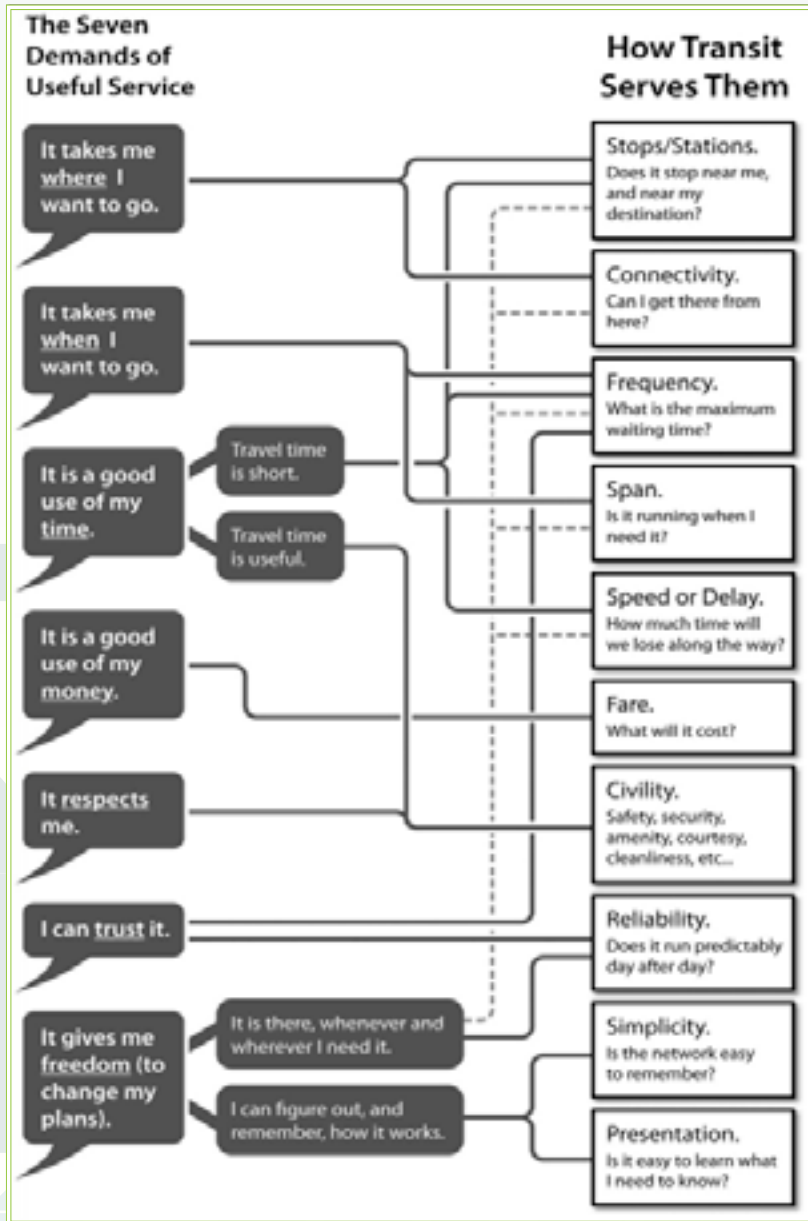 The Seven
Demands of
Useful Service
How Transit
Serves Them
It takes me
where I
want to go.
It takes me
when I
want to go.
It is a good
use of my
time.
Travel time
is short.
Travel time
is useful.
It is a good
use of my
money.
It respects
me.
I can trust it.
It gives me
freedom (to
change my
plans).
It is there, whenever and
wherever I need it.
I can figure out, and
remember, how it works.
Stops/Stations.
Does it stop near me,
and near my
destination?
Connectivity.
Can I get there from
here?
Frequency.
What is the maximum
waiting time?
Span.
Is it running when I
need it?
Speed or Delay.
How much time will
we lose along the way?
Fare.
What will it cost?
Civility.
Safety, security,
amenity, courtesy,
cleanliness, etc...
Reliability.
Does it run predictably
day after day?
Simplicity.
Is the network easy
to remember?
Presentation.
Is it easy to learn what
I need to know?